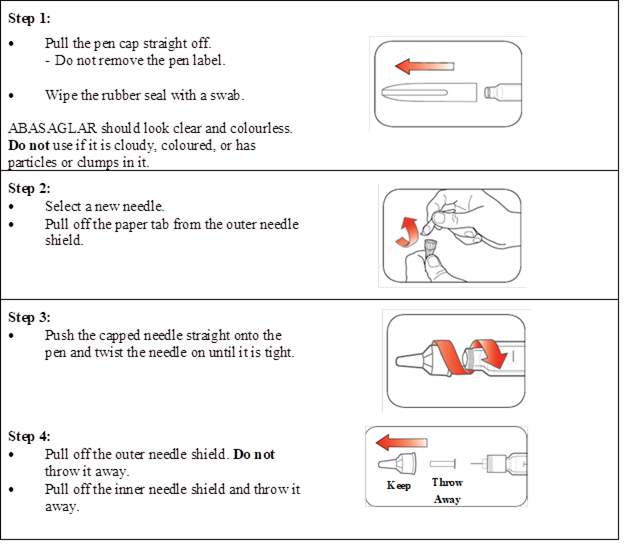 Step 1:
• Pull the pen cap straight off.
- Do not remove the pen label.
• Wipe the rubber seal with a swab.
ABASAGLAR should look clear and colourless.
Do not use if it is cloudy, coloured, or has
particles or clumps in it.
Step 2:
• Select a new needle.
• Pull off the paper tab from the outer needle
shield.
Step 3:
• Push the capped needle straight onto the
pen and twist the needle on until it is tight.
Step 4:
• Pull off the outer needle shield. Do not
throw it away.
• Pull off the inner needle shield and throw it
away.
Keep
Throw
Away